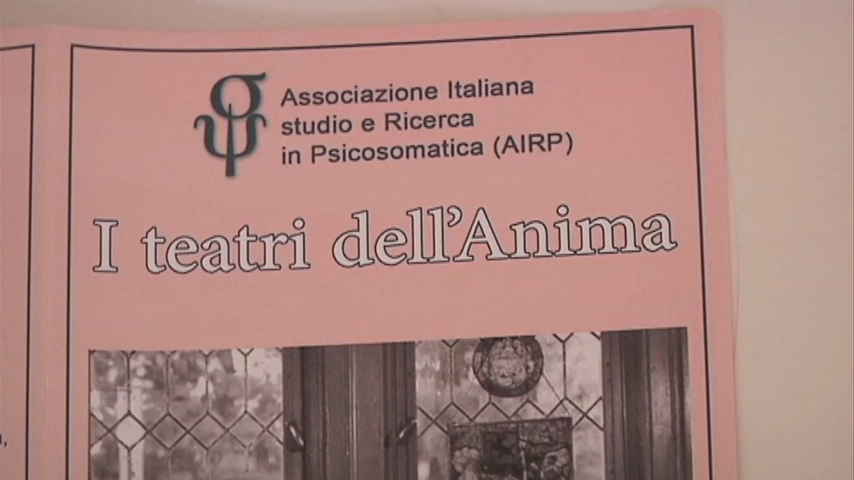 Associazione Italiana
studio e Ricerca
in Psicosomatica (AIRP)
I teatri dell'Anima